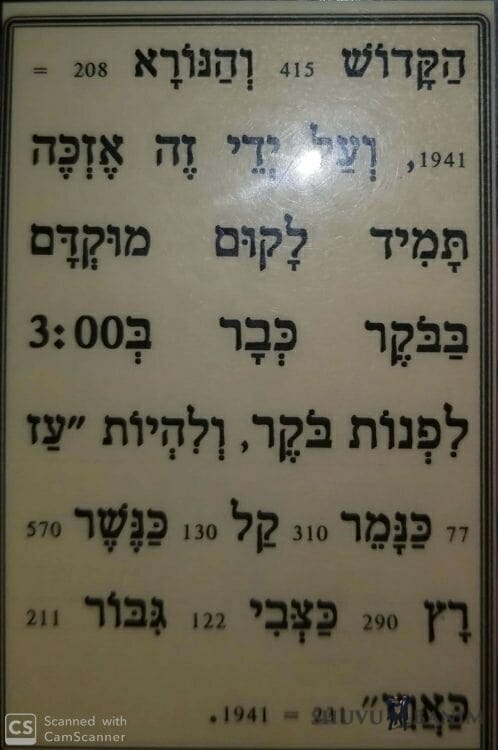 הַקָּדוֹשׁ 415 וְהַנּוֹרָא 208 =
1941, וְעַל יְדֵי זֶה אֶזְכֶּה
תָּמִיד לָקוּם מוּקְדָּם
בַּבֹּקֶר כְּבָר בְּ3:00
לִפְנוֹת בֹּקֶר, וְלִהְיוֹת "עַז
77 כַּנָּמֵר 310 קַל 130 כַּנֶּשֶׁר 570
רָץ 290 כַּצְּבִי 122 גִּבּוֹר 211
1941 = 231 "כָּאֲרִי.
CS Scanned with
CamScanner